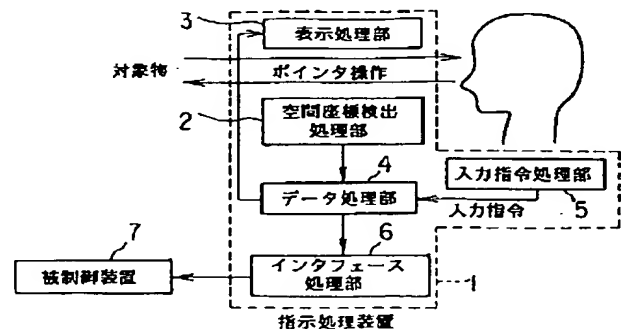 3
表示処理部
対象物
ポインタ操作
2
空間座標検出
処理部
4
データ処理部
入力指令処理部
入力指令
5
7
被制御装置
6
インタフェース
処理部
1
指示処理装置